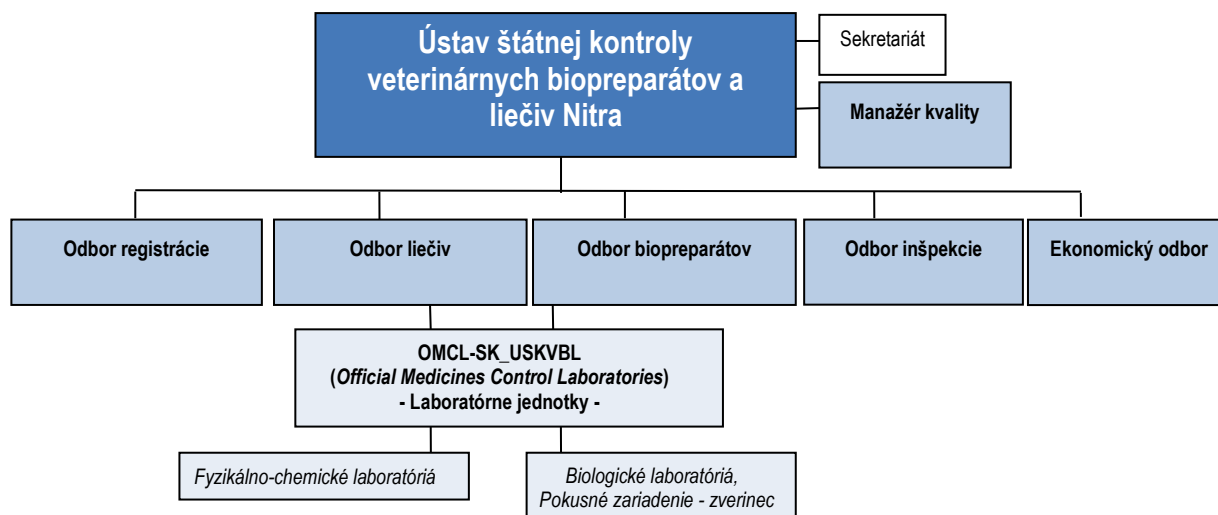 Ústav štátnej kontroly
veterinárnych biopreparátov a
liečiv Nitra
Sekretariát
Manažér kvality
Odbor registrácie
Odbor liečiv
Odbor biopreparátov
Odbor inšpekcie
Ekonomický odbor
OMCL-SK_USKVBL
(Official Medicines Control Laboratories)
- Laboratórne jednotky -
Fyzikálno-chemické laboratóriá
Biologické laboratóriá,
Pokusné zariadenie - zverinec